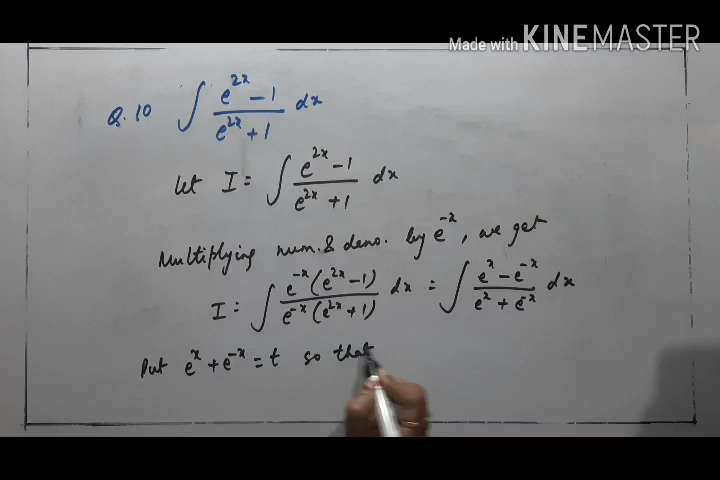 Made with KINEMASTER
Q.10 ∫ (e^{2x} - 1)/(e^{2x} + 1) dx
Let I = ∫ (e^{2x} - 1)/(e^{2x} + 1) dx
Multiplying num. & deno. by e^{-x}, we get
I = ∫ (e^{-x}(e^{2x} - 1))/(e^{-x}(e^{2x} + 1)) dx = ∫ (e^{x} - e^{-x})/(e^{x} + e^{-x}) dx
Put e^{x} + e^{-x} = t so that